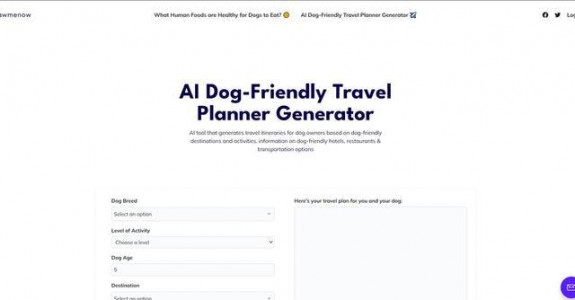 awmenow
What Human Foods are Healthy for Dogs to Eat?
AI Dog-Friendly Travel Planner Generator
AI Dog-Friendly Travel
Planner Generator
AI tool that generates travel itineraries for dog owners based on dog-friendly
destinations and activities, information on dog-friendly hotels, restaurants &
transportation options
Dog Breed
Select an option
Level of Activity
Choose a level
Dog Age
5
Destination
Select an option
Here's your travel plan for you and your dog